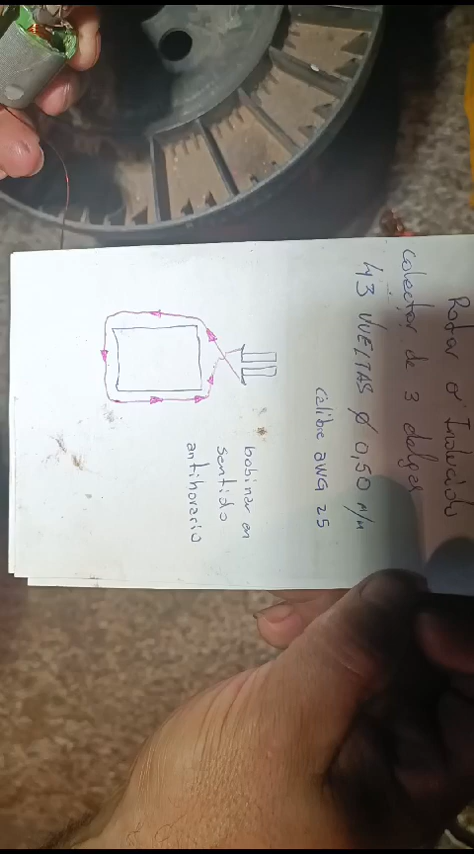 Rotor o Inducido
colector de 3 delgas
43 VUELTAS Ø 0,50 m/m
calibre AWG 25
bobinar en
sentido
antihorario